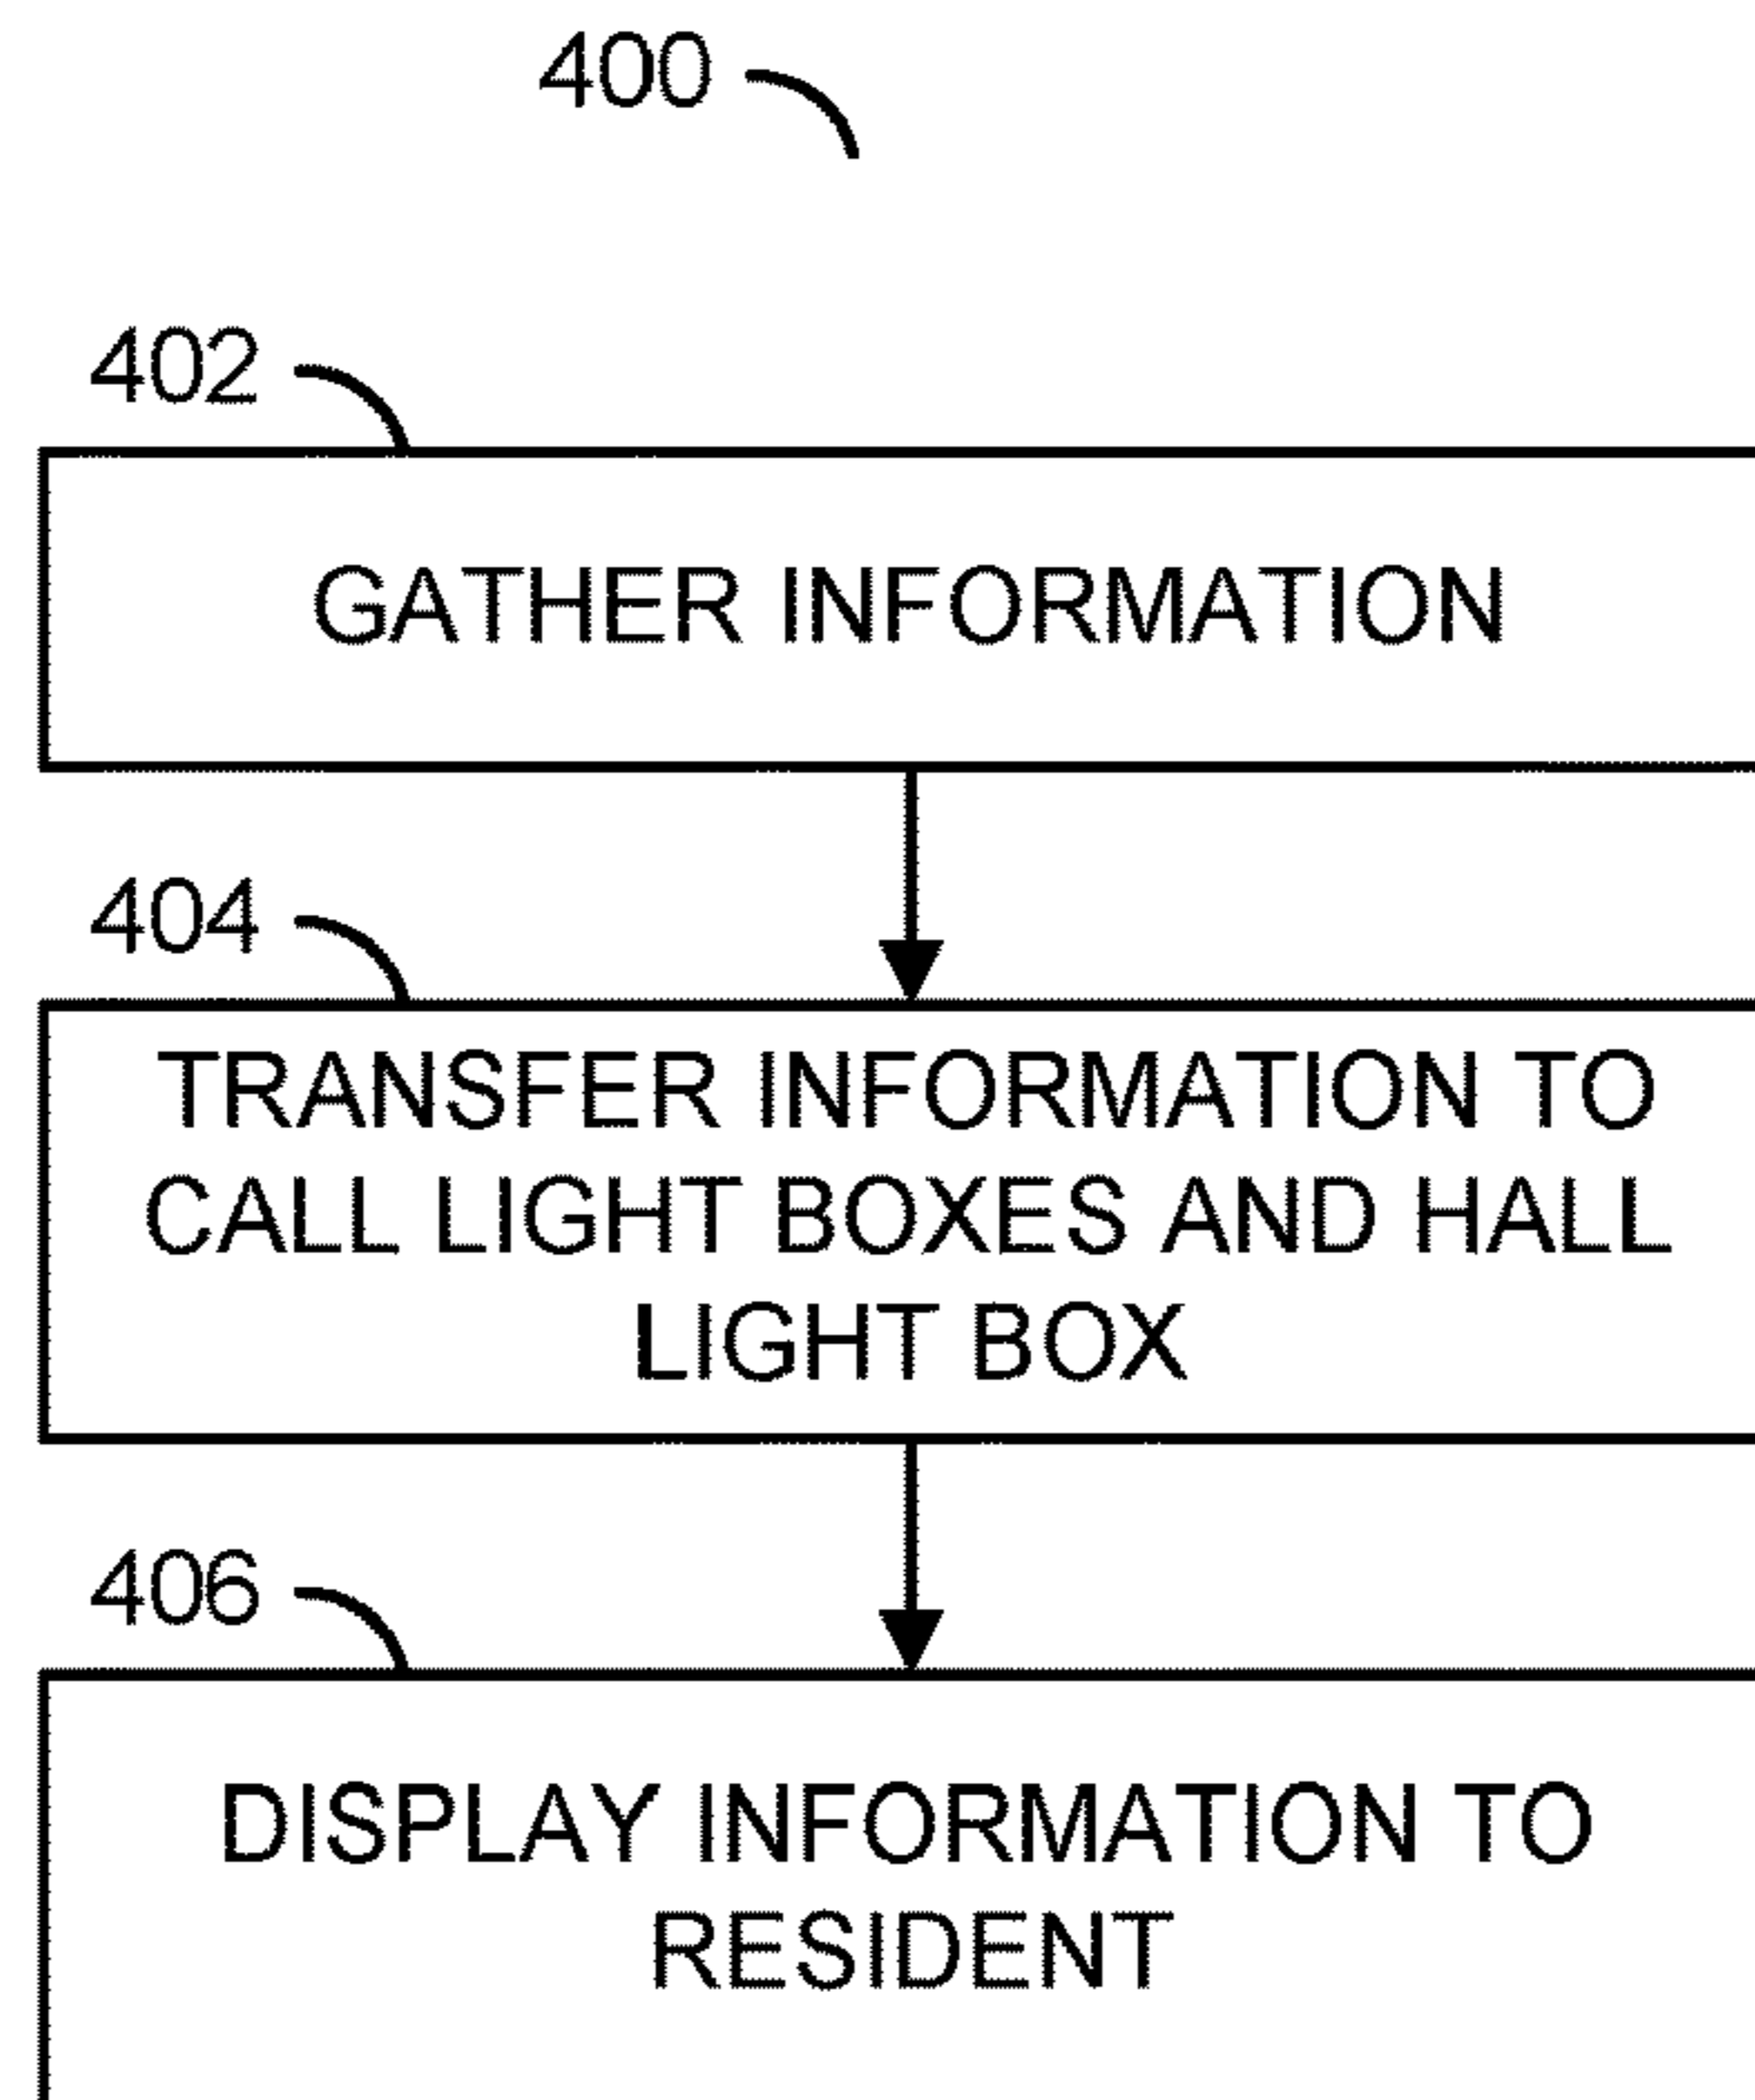 400
402
GATHER INFORMATION
404
TRANSFER INFORMATION TO
CALL LIGHT BOXES AND HALL
LIGHT BOX
406
DISPLAY INFORMATION TO
RESIDENT